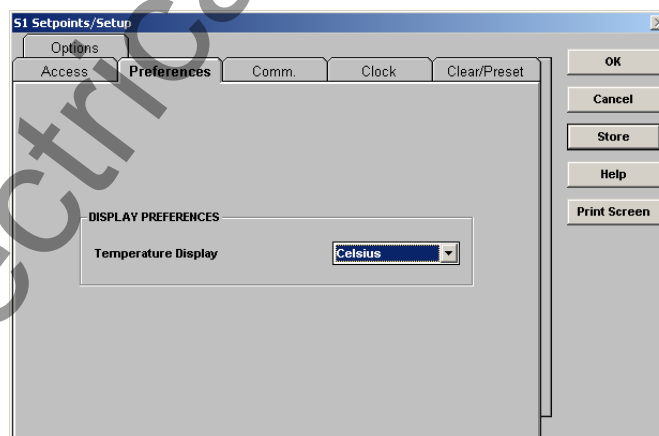 S1 Setpoints/Setup
Options
Access Preferences Comm. Clock Clear/Preset
DISPLAY PREFERENCES
Temperature Display Celsius
OK
Cancel
Store
Help
Print Screen